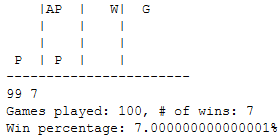 |AP | W| G
| | |
| | |
P | P | |
-----------------------
99 7
Games played: 100, # of wins: 7
Win percentage: 7.000000000000001%